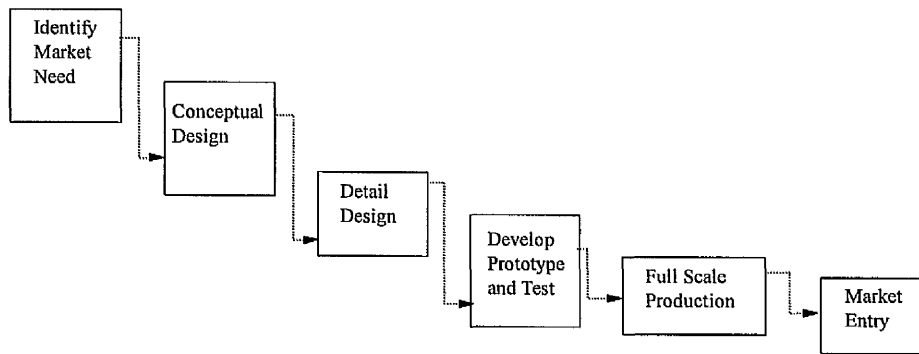 Identify
Market
Need
Conceptual
Design
Detail
Design
Develop
Prototype
and Test
Full Scale
Production
Market
Entry